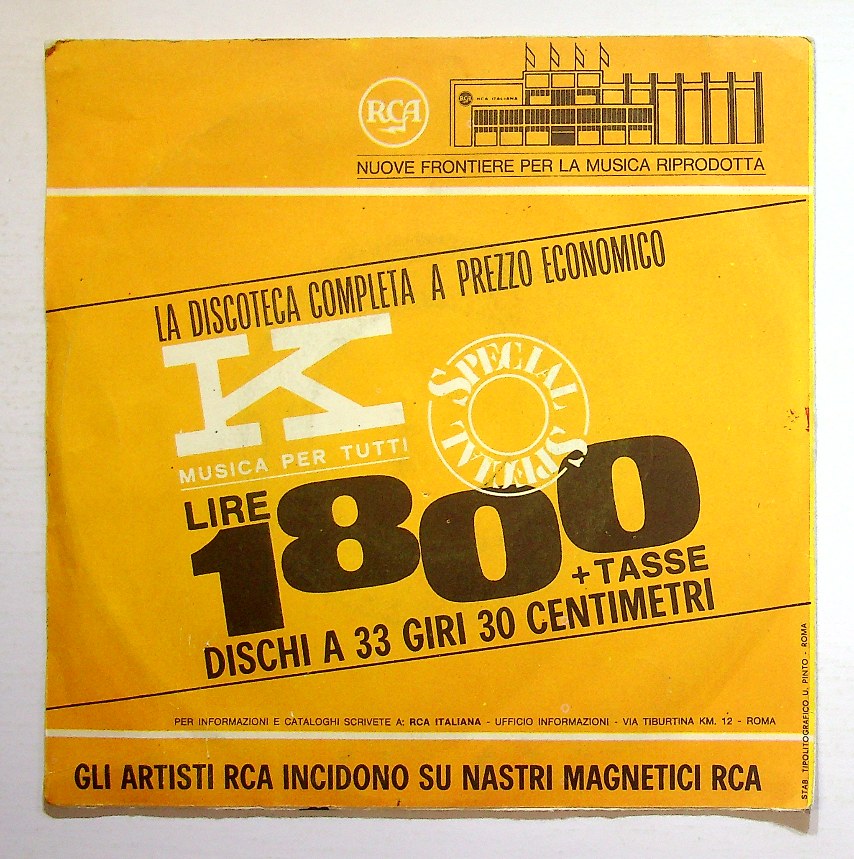 RCA
RCA ITALIANA
NUOVE FRONTIERE PER LA MUSICA RIPRODOTTA
LA DISCOTECA COMPLETA A PREZZO ECONOMICO
K
MUSICA PER TUTTI
SPECIAL SPECIAL
LIRE
1800
+ TASSE
DISCHI A 33 GIRI 30 CENTIMETRI
PER INFORMAZIONI E CATALOGHI SCRIVETE A: RCA ITALIANA - UFFICIO INFORMAZIONI - VIA TIBURTINA KM. 12 - ROMA
GLI ARTISTI RCA INCIDONO SU NASTRI MAGNETICI RCA
STAB. TIPOLITOGRAFICO U. PINTO - ROMA